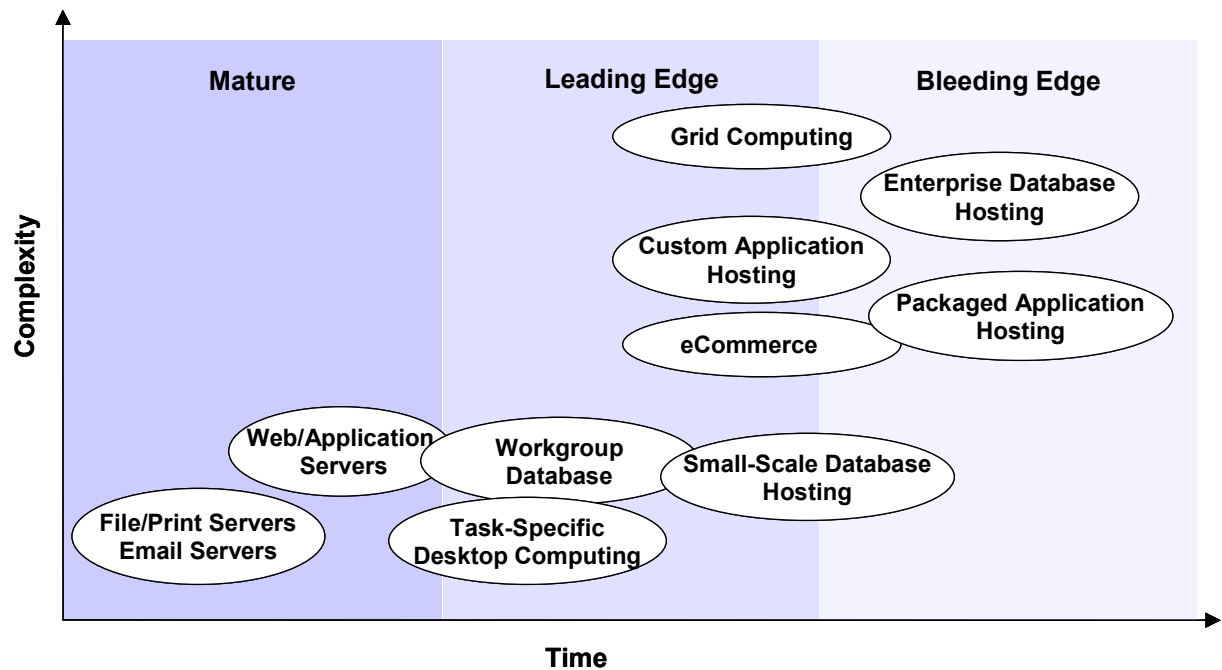 Mature
Leading Edge
Bleeding Edge
Grid Computing
Enterprise Database
Hosting
Custom Application
Hosting
Packaged Application
Hosting
eCommerce
Web/Application
Servers
Workgroup
Database
Small-Scale Database
Hosting
File/Print Servers
Email Servers
Task-Specific
Desktop Computing
Complexity
Time